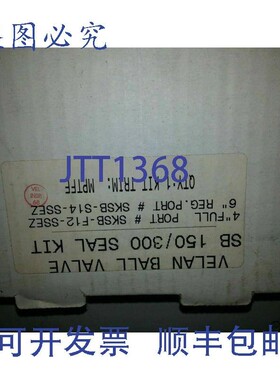 盗图必究
JTT1368
VELAN BALL VALVE
SB 150/300 SEAL KIT
4"FULL PORT # SKSB-F12-SSEZ
6" REG.PORT # SKSB-S14-SSEZ
QTY-1-KIT TRIM: MPTFE
可开发票 顺丰包邮